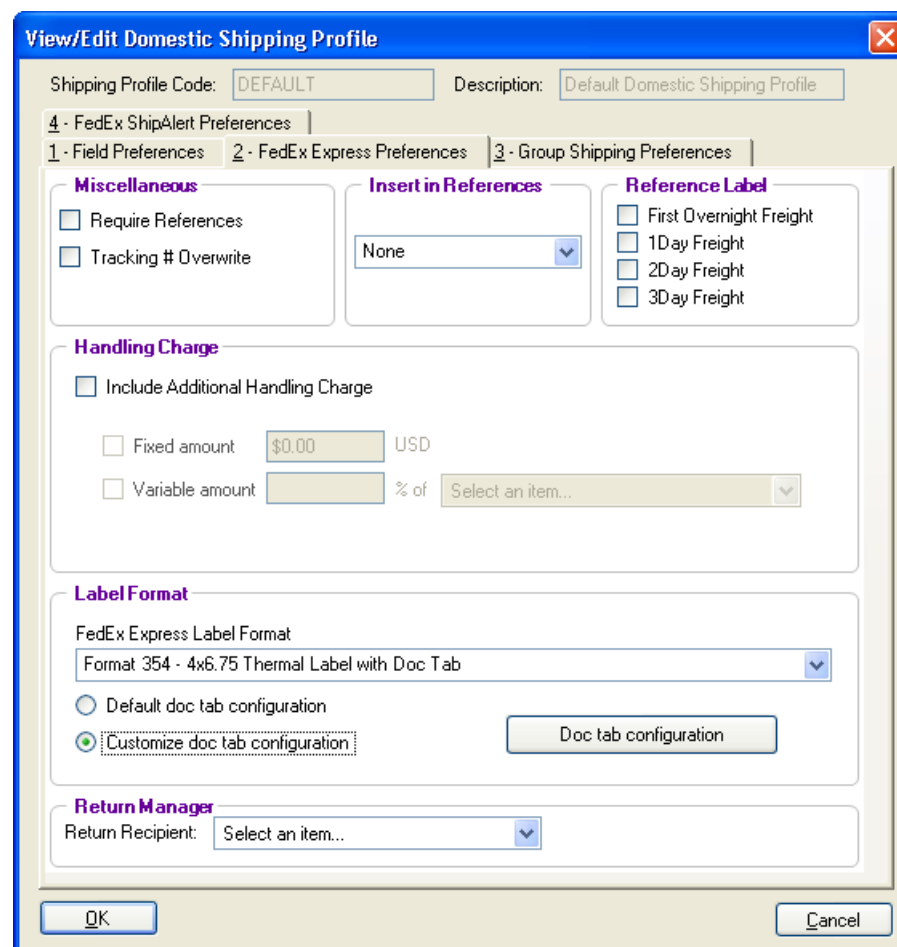 View/Edit Domestic Shipping Profile
Shipping Profile Code: DEFAULT Description: Default Domestic Shipping Profile
4 - FedEx ShipAlert Preferences
1 - Field Preferences 2 - FedEx Express Preferences 3 - Group Shipping Preferences
Miscellaneous
Require References
Tracking # Overwrite
Insert in References
None
Reference Label
First Overnight Freight
1Day Freight
2Day Freight
3Day Freight
Handling Charge
Include Additional Handling Charge
Fixed amount $0.00 USD
Variable amount % of Select an item...
Label Format
FedEx Express Label Format
Format 354 - 4x6.75 Thermal Label with Doc Tab
Default doc tab configuration
Customize doc tab configuration Doc tab configuration
Return Manager
Return Recipient: Select an item...
OK Cancel